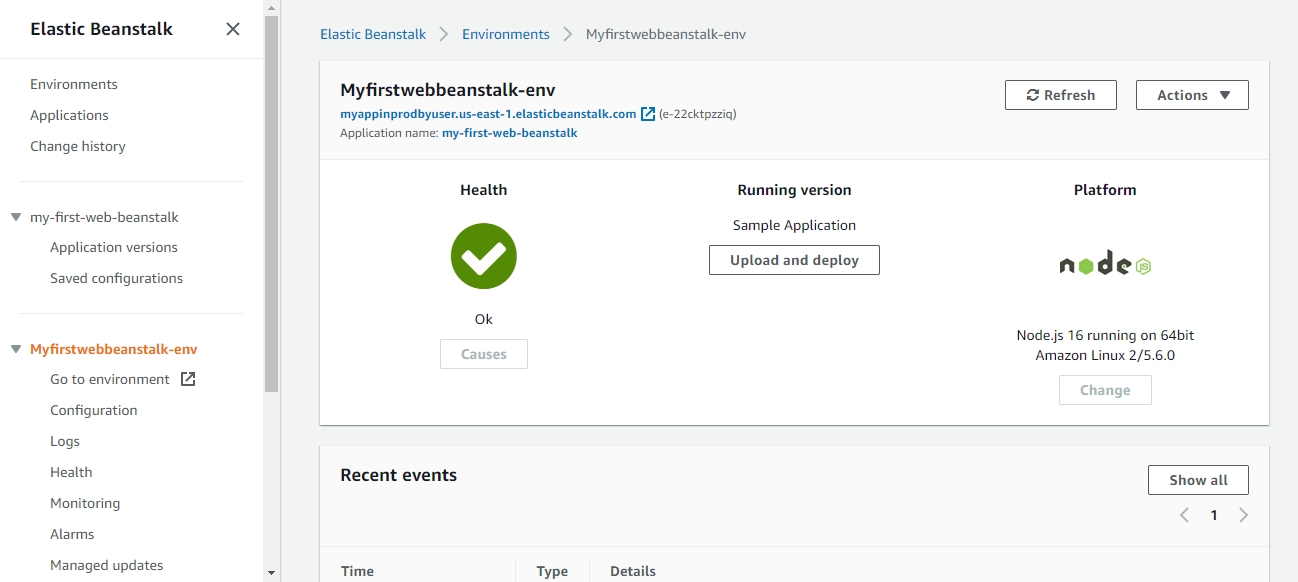 Elastic Beanstalk
Environments
Applications
Change history
my-first-web-beanstalk
Application versions
Saved configurations
Myfirstwebbeanstalk-env
Go to environment
Configuration
Logs
Health
Monitoring
Alarms
Managed updates
Elastic Beanstalk Environments Myfirstwebbeanstalk-env
Myfirstwebbeanstalk-env
myappinprodbyuser.us-east-1.elasticbeanstalk.com (e-22cktpzziq)
Application name: my-first-web-beanstalk
Refresh
Actions
Health
Ok
Causes
Running version
Sample Application
Upload and deploy
Platform
node JS
Node.js 16 running on 64bit
Amazon Linux 2/5.6.0
Change
Recent events
Show all
1
Time Type Details